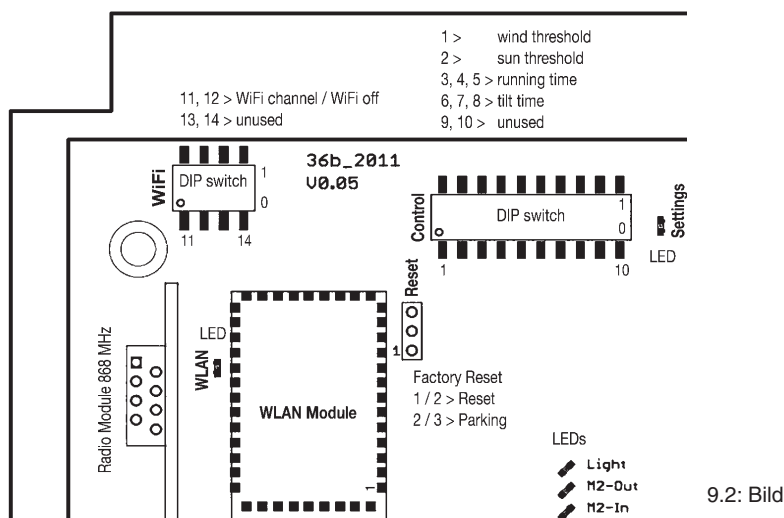 1 > wind threshold
2 > sun threshold
3, 4, 5 > running time
6, 7, 8 > tilt time
9, 10 > unused
11, 12 > WiFi channel / WiFi off
13, 14 > unused
36b_2011
V0.05
WiFi
DIP switch
1
0
11
14
Control
DIP switch
1
0
1
10
Settings
LED
Reset
1
Factory Reset
1 / 2 > Reset
2 / 3 > Parking
Radio Module 868 MHz
LED
WLAN
WLAN Module
1
LEDs
Light
M2-Out
M2-In
9.2: Bild